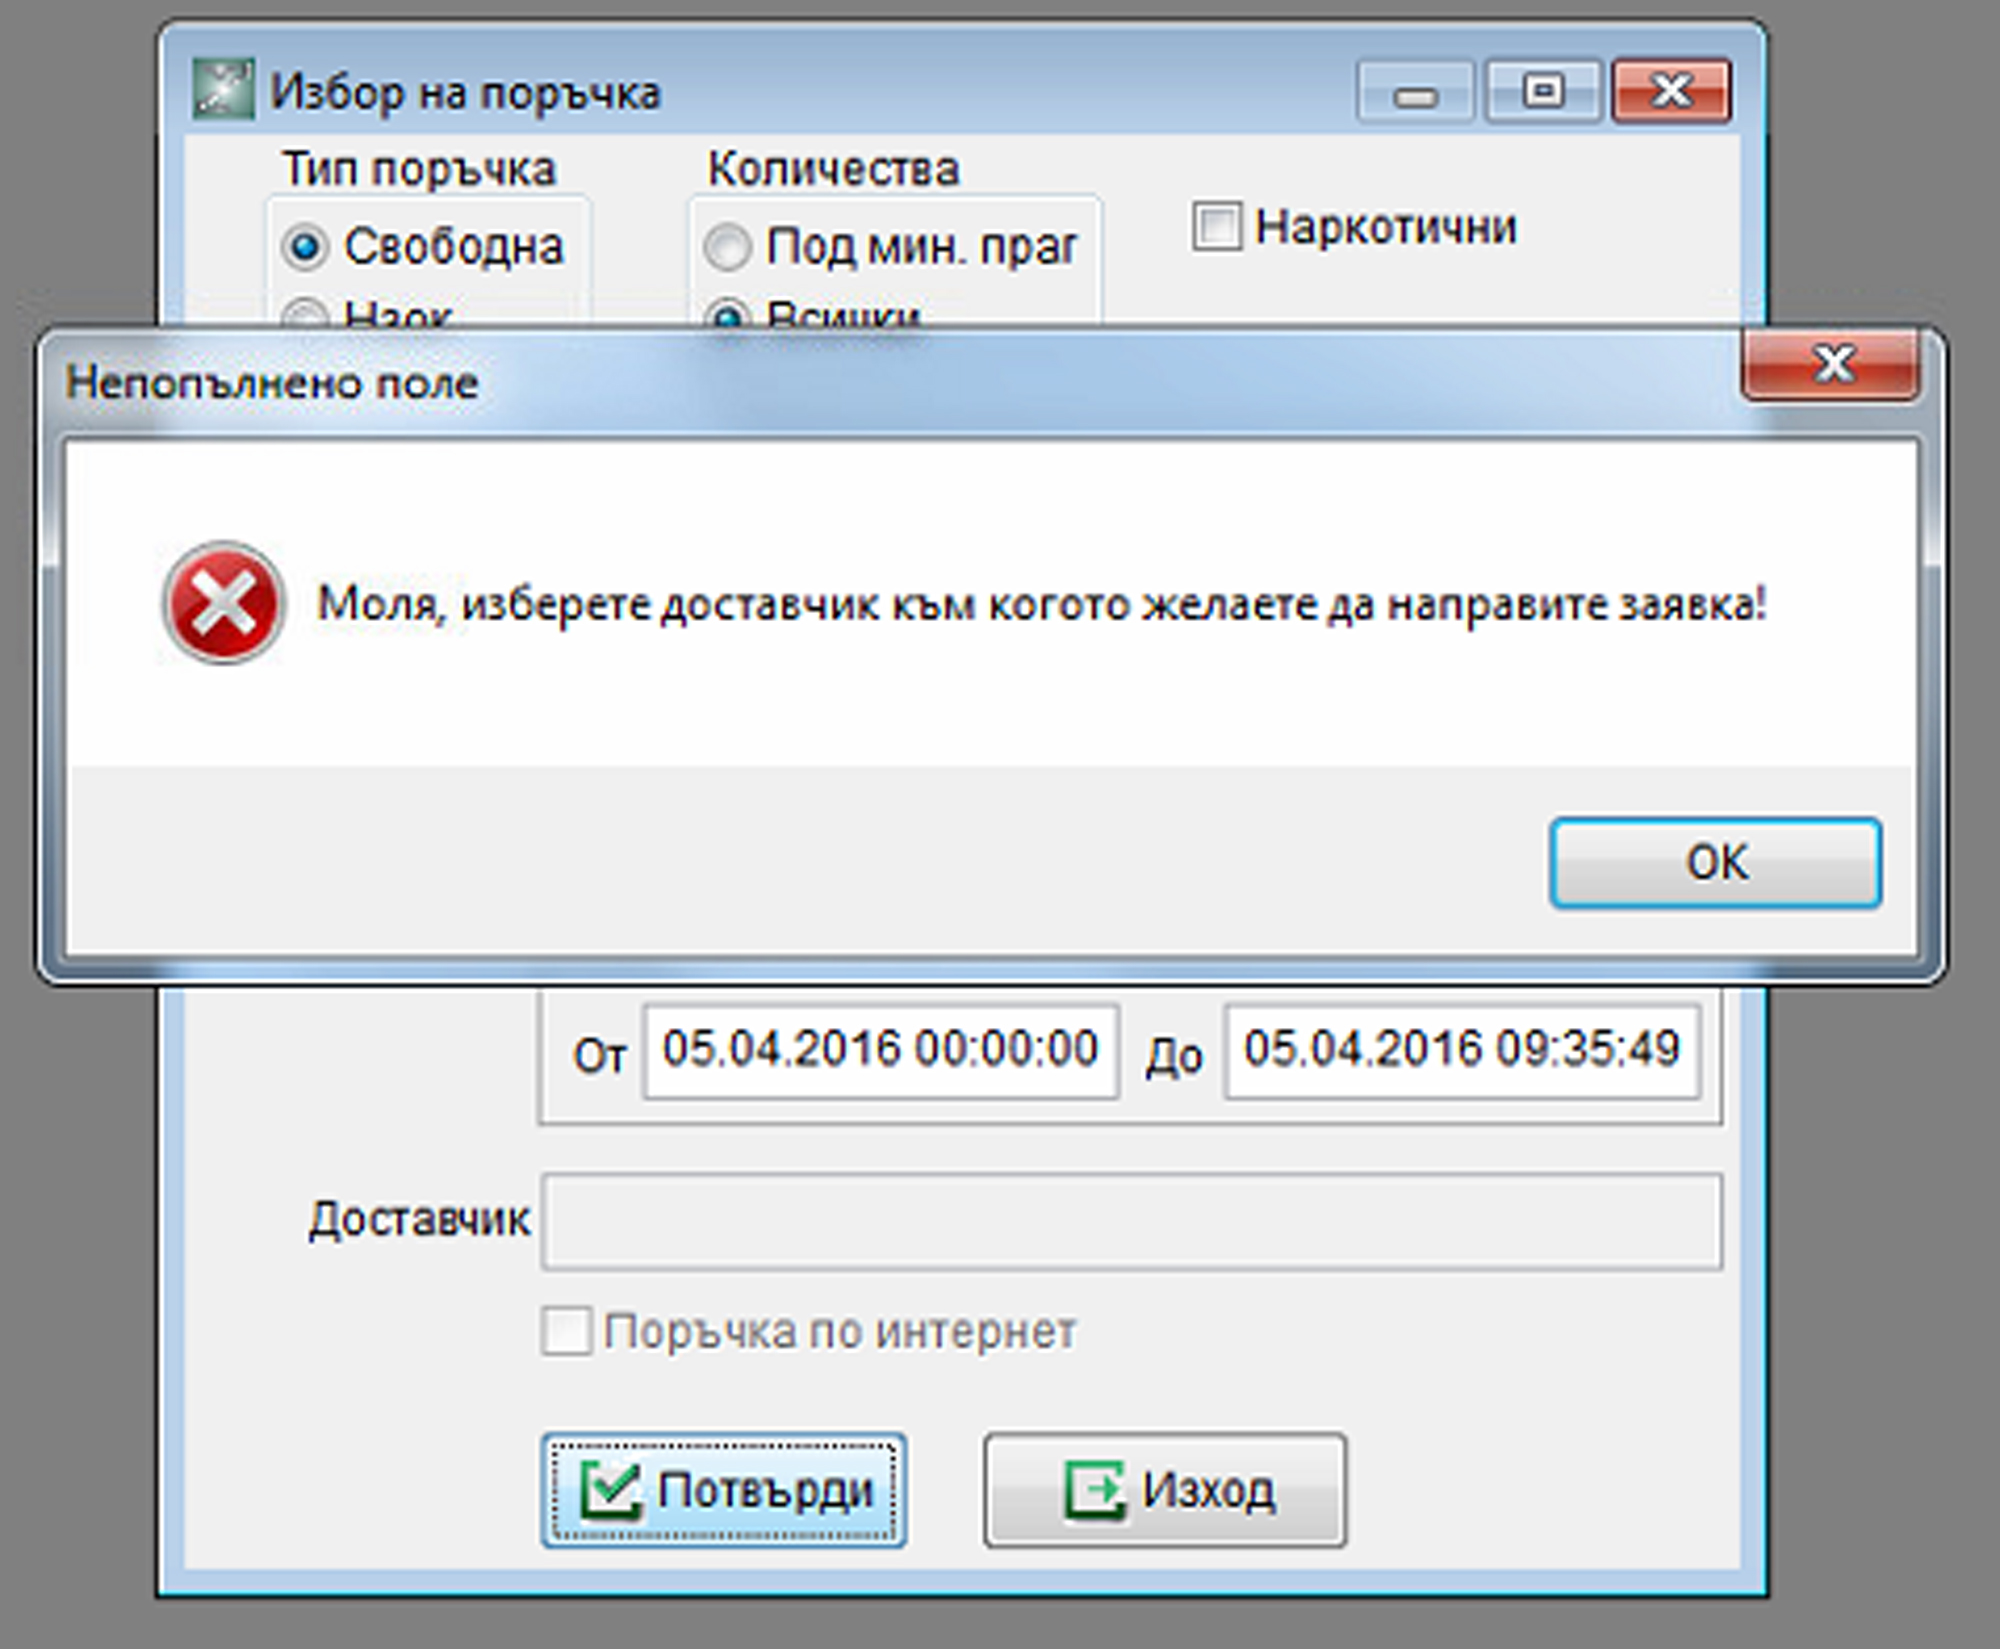 Избор на поръчка
Тип поръчка Количества
Свободна Под мин. праг Наркотични
Нзок Всички
Непопълнено поле
Моля, изберете доставчик към когото желаете да направите заявка!
OK
От 05.04.2016 00:00:00 До 05.04.2016 09:35:49
Доставчик
Поръчка по интернет
Потвърди Изход